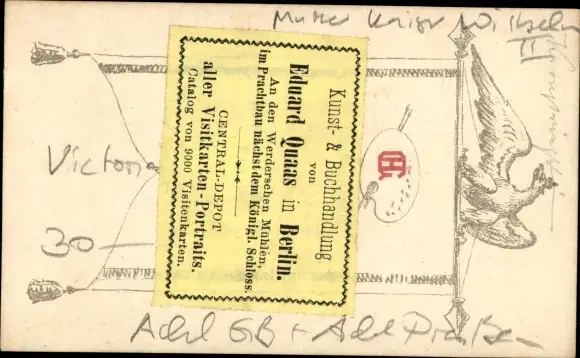 Mutter Kaiser Wilhelm
II
Victoria
30-
Adel GB + Adel Preußen
Kunst- & Buchhandlung
von
Eduard Quaas in Berlin.
An den Werderschen Mühlen,
im Prachtbau nächst dem Königl. Schloss.
CENTRAL-DEPOT
aller Visitkarten-Portraits.
Catalog von 9000 Visitenkarten.